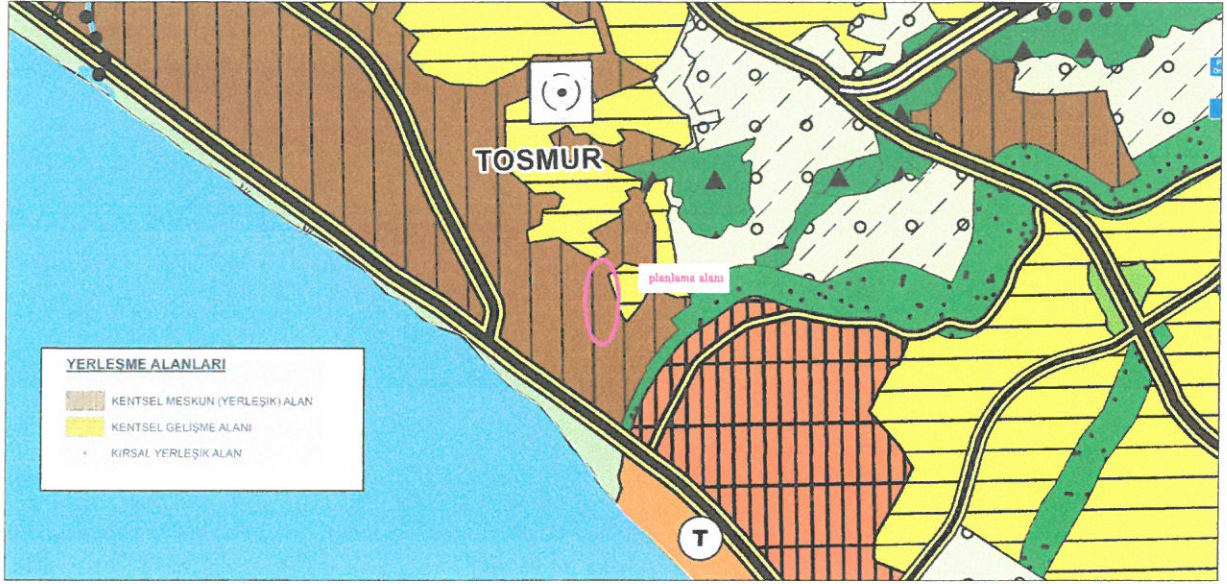 TOSMUR
planlama alanı
YERLEŞME ALANLARI
KENTSEL MESKUN (YERLEŞİK) ALAN
KENTSEL GELİŞME ALANI
KIRSAL YERLEŞİK ALAN
T